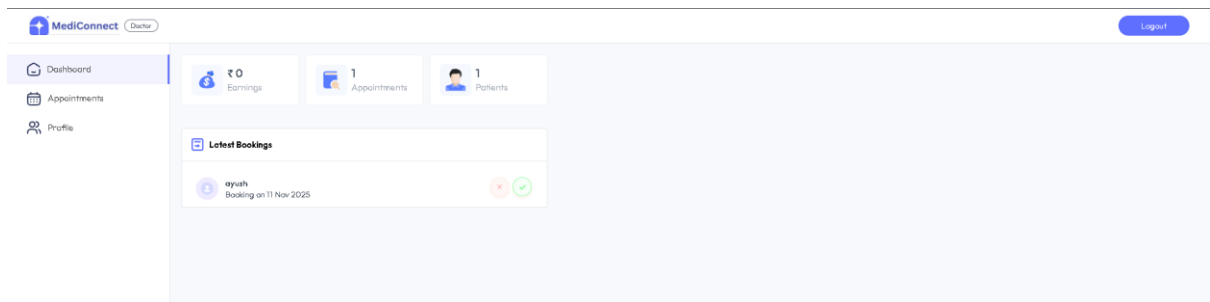 MediConnect Doctor
Logout
Dashboard
Appointments
Profile
₹ 0
Earnings
1
Appointments
1
Patients
Latest Bookings
ayush
Booking on 11 Nov 2025